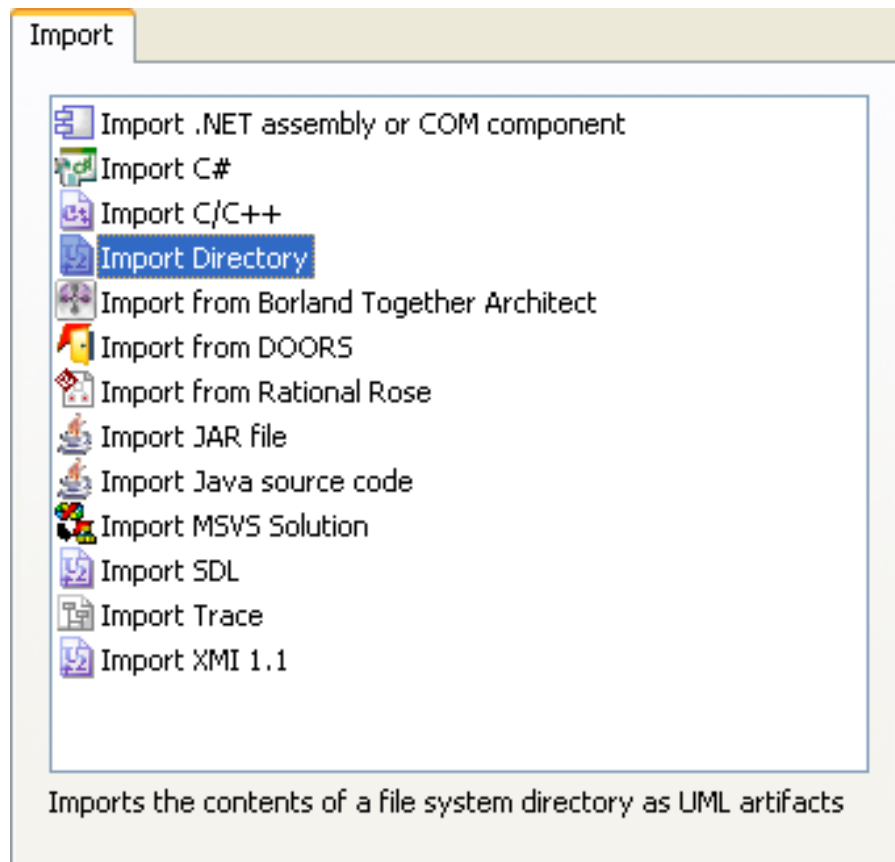 Import
Import .NET assembly or COM component
Import C#
Import C/C++
Import Directory
Import from Borland Together Architect
Import from DOORS
Import from Rational Rose
Import JAR file
Import Java source code
Import MSVS Solution
Import SDL
Import Trace
Import XMI 1.1
Imports the contents of a file system directory as UML artifacts